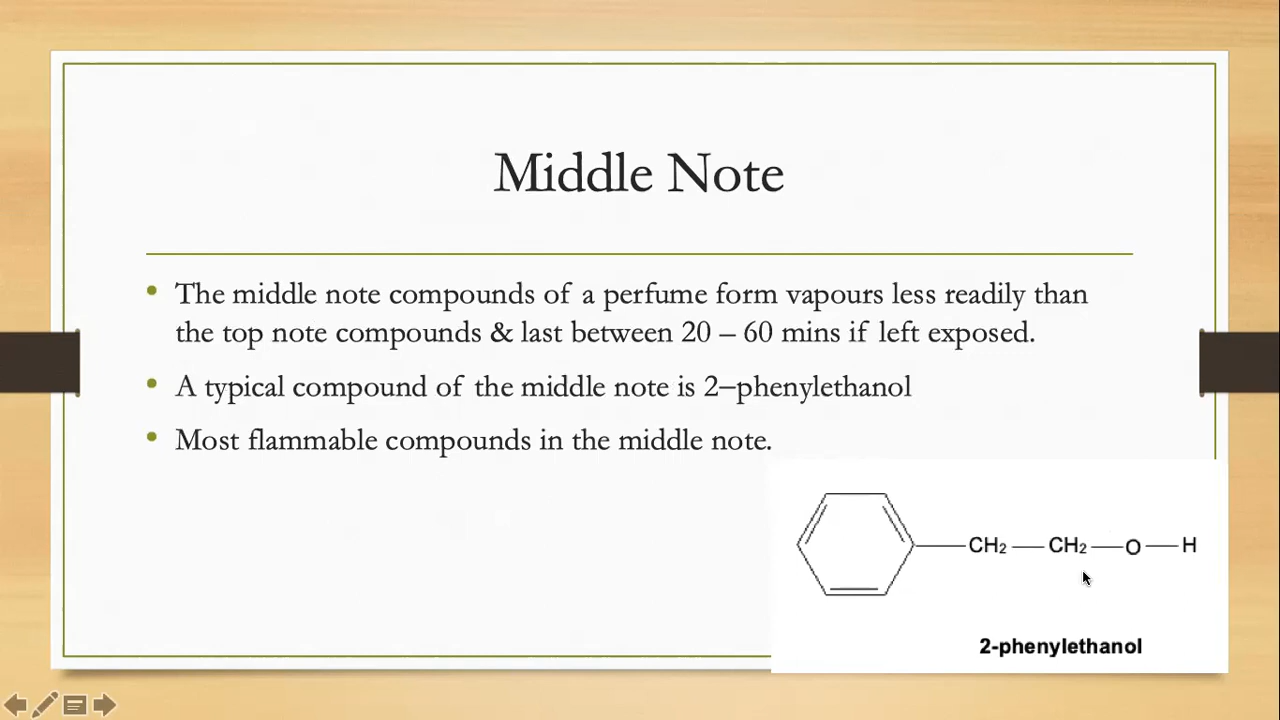 Middle Note
• The middle note compounds of a perfume form vapours less readily than
the top note compounds & last between 20 – 60 mins if left exposed.
• A typical compound of the middle note is 2–phenylethanol
• Most flammable compounds in the middle note.
CH₂ — CH₂ — O — H
2-phenylethanol